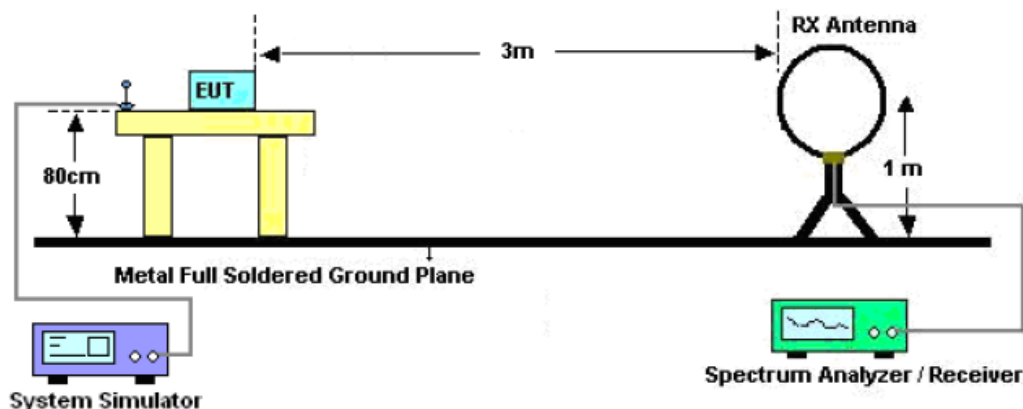 RX Antenna
3m
EUT
80cm
1 m
Metal Full Soldered Ground Plane
System Simulator
Spectrum Analyzer / Receiver